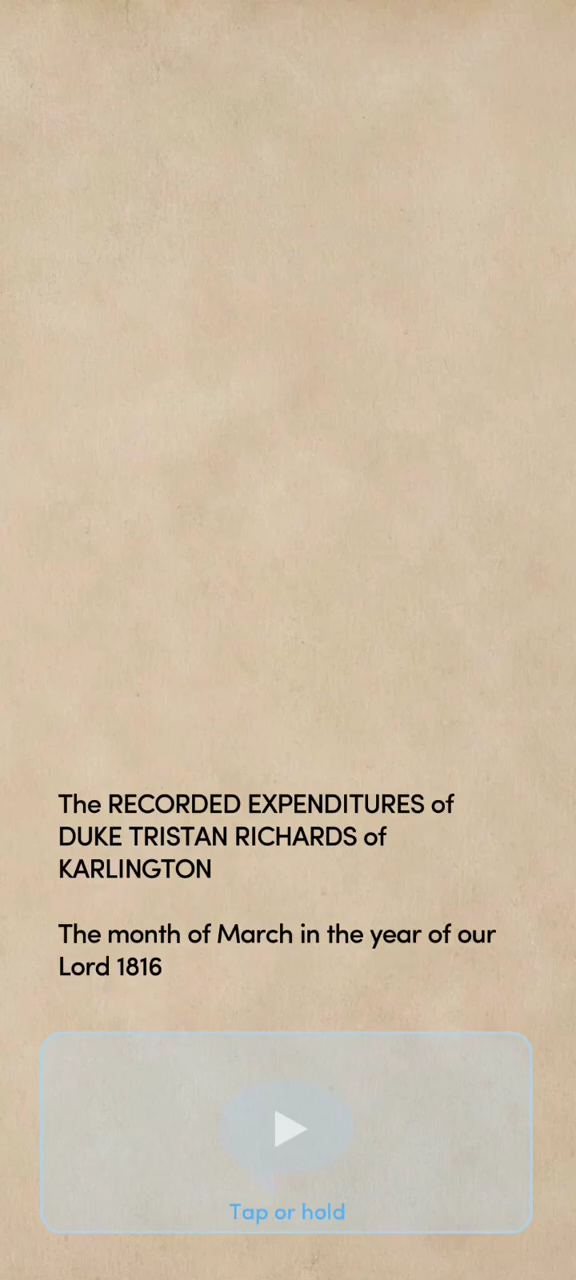 The RECORDED EXPENDITURES of
DUKE TRISTAN RICHARDS of
KARLINGTON
The month of March in the year of our
Lord 1816
Tap or hold